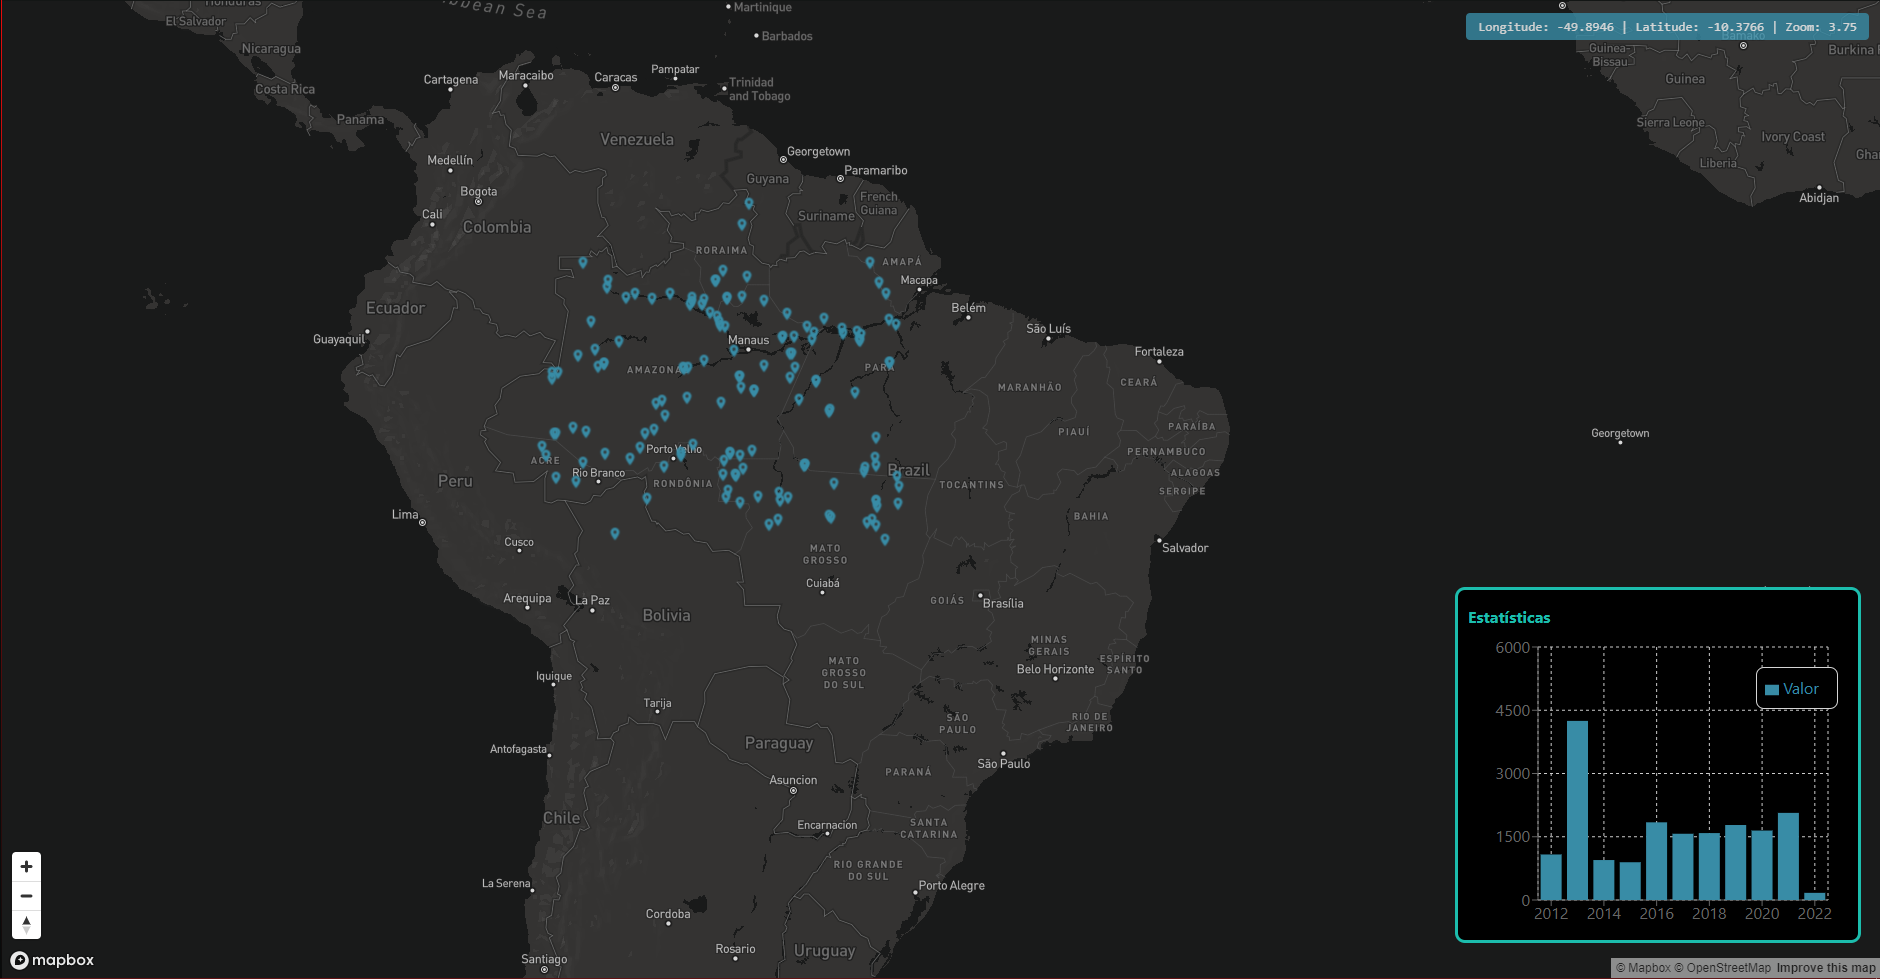 Honduras
El Salvador
Nicaragua
Costa Rica
Panama
Caribbean Sea
Martinique
Barbados
Trinidad
and Tobago
Cartagena
Maracaibo
Caracas
Pampatar
Venezuela
Medellín
Bogota
Cali
Colombia
Georgetown
Paramaribo
Guyana
Suriname
French
Guiana
RORAIMA
AMAPÁ
Macapa
Belém
São Luís
Fortaleza
Ecuador
Guayaquil
Manaus
AMAZONA
PARÁ
MARANHÃO
CEARÁ
PIAUÍ
PARAÍBA
PERNAMBUCO
ALAGOAS
SERGIPE
Porto Velho
ACRE
Rio Branco
RONDÔNIA
Brazil
TOCANTINS
BAHIA
Salvador
Peru
Lima
Cusco
MATO
GROSSO
Cuiabá
GOIÁS
Brasília
Arequipa
La Paz
Bolivia
MINAS
GERAIS
Belo Horizonte
ESPÍRITO
SANTO
MATO
GROSSO
DO SUL
Iquique
Tarija
SÃO
PAULO
RIO DE
JANEIRO
Antofagasta
Paraguay
Asuncion
PARANÁ
São Paulo
Chile
Encarnacion
SANTA
CATARINA
RIO GRANDE
DO SUL
La Serena
Porto Alegre
Cordoba
Rosario
Uruguay
Santiago
Longitude: -49.8946 | Latitude: -10.3766 | Zoom: 3.75
Bamako
Guinea-
Bissau
Burkina
Guinea
Sierra Leone
Ivory Coast
Liberia
Gha
Abidjan
Georgetown
Estatísticas
6000
4500
3000
1500
0
Valor
2012 2014 2016 2018 2020 2022
mapbox
© Mapbox © OpenStreetMap Improve this map